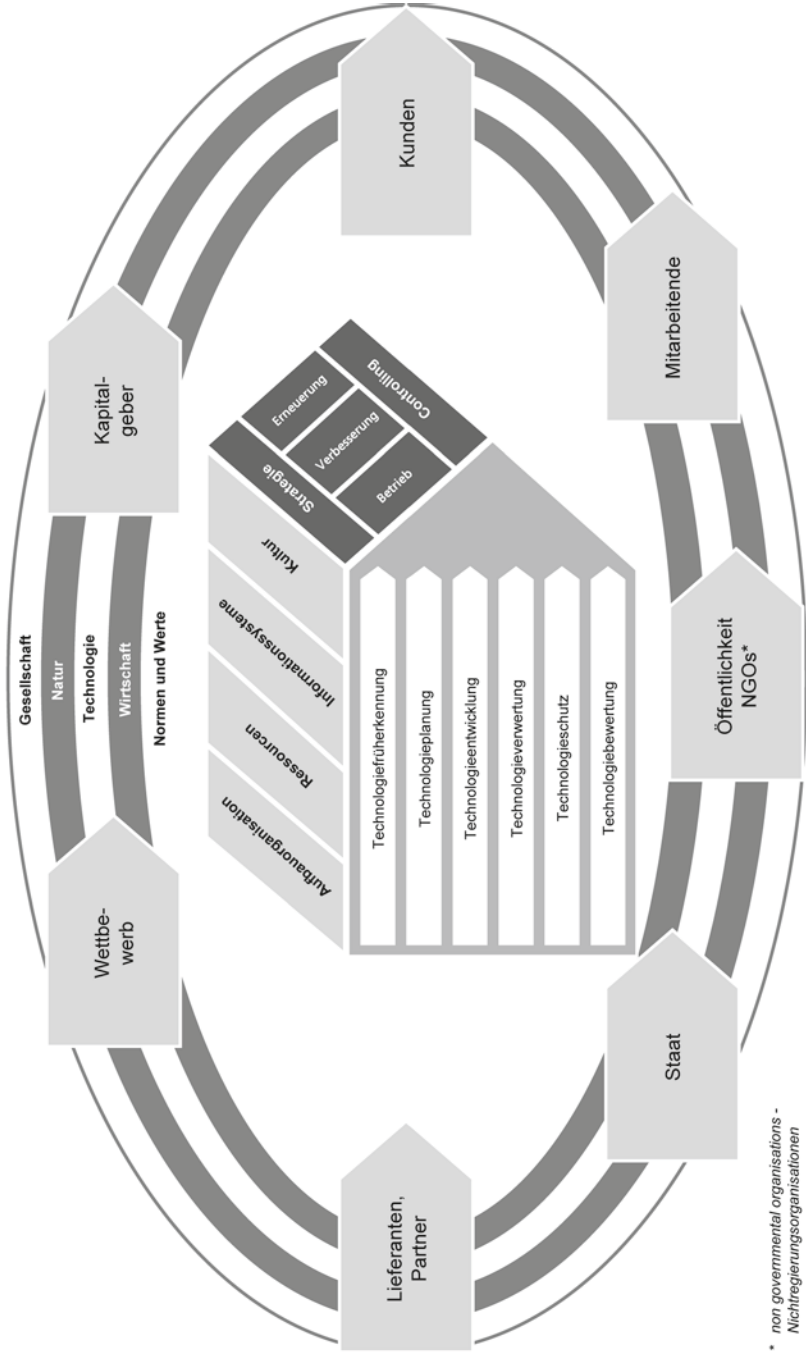 Gesellschaft
Natur
Technologie
Wirtschaft
Normen und Werte
Wettbe-
werb
Kapital-
geber
Lieferanten,
Partner
Kunden
Aufbauorganisation
Ressourcen
Informationssysteme
Kultur
Strategie
Erneuerung
Verbesserung
Betrieb
Controlling
Technologiefrüherkennung
Technologieplanung
Technologieentwicklung
Technologieverwertung
Technologieschutz
Technologiebewertung
Staat
Öffentlichkeit
NGOs*
Mitarbeitende
* non governmental organisations -
Nichtregierungsorganisationen